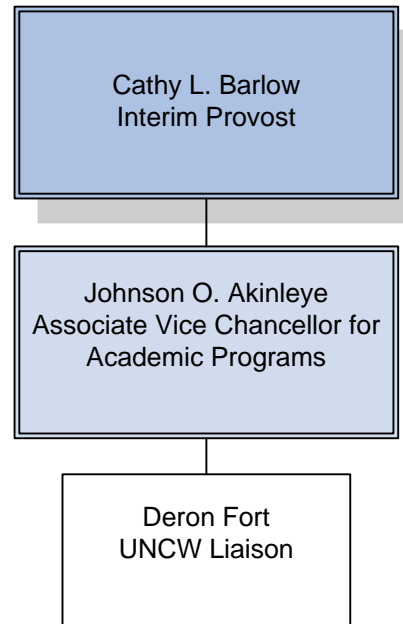 Cathy L. Barlow
Interim Provost
Johnson O. Akinleye
Associate Vice Chancellor for
Academic Programs
Deron Fort
UNCW Liaison